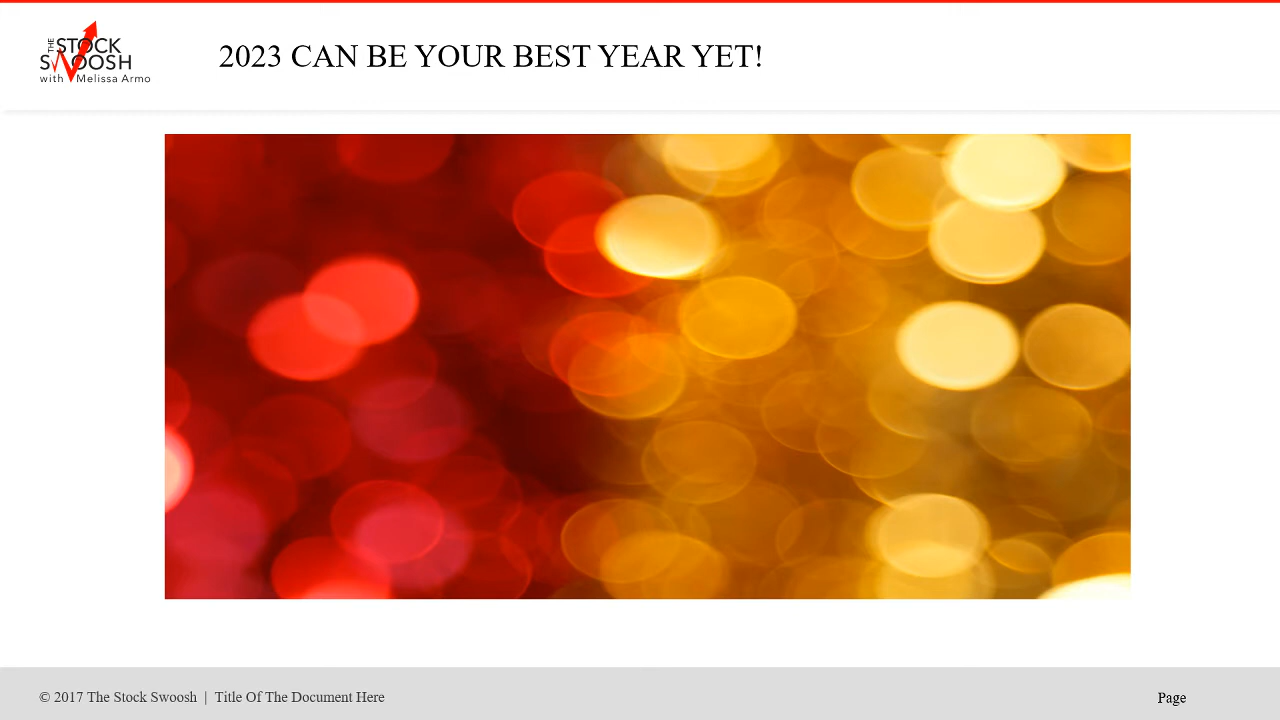 THE STOCK
SWOOSH
with Melissa Armo
2023 CAN BE YOUR BEST YEAR YET!
© 2017 The Stock Swoosh | Title Of The Document Here
Page